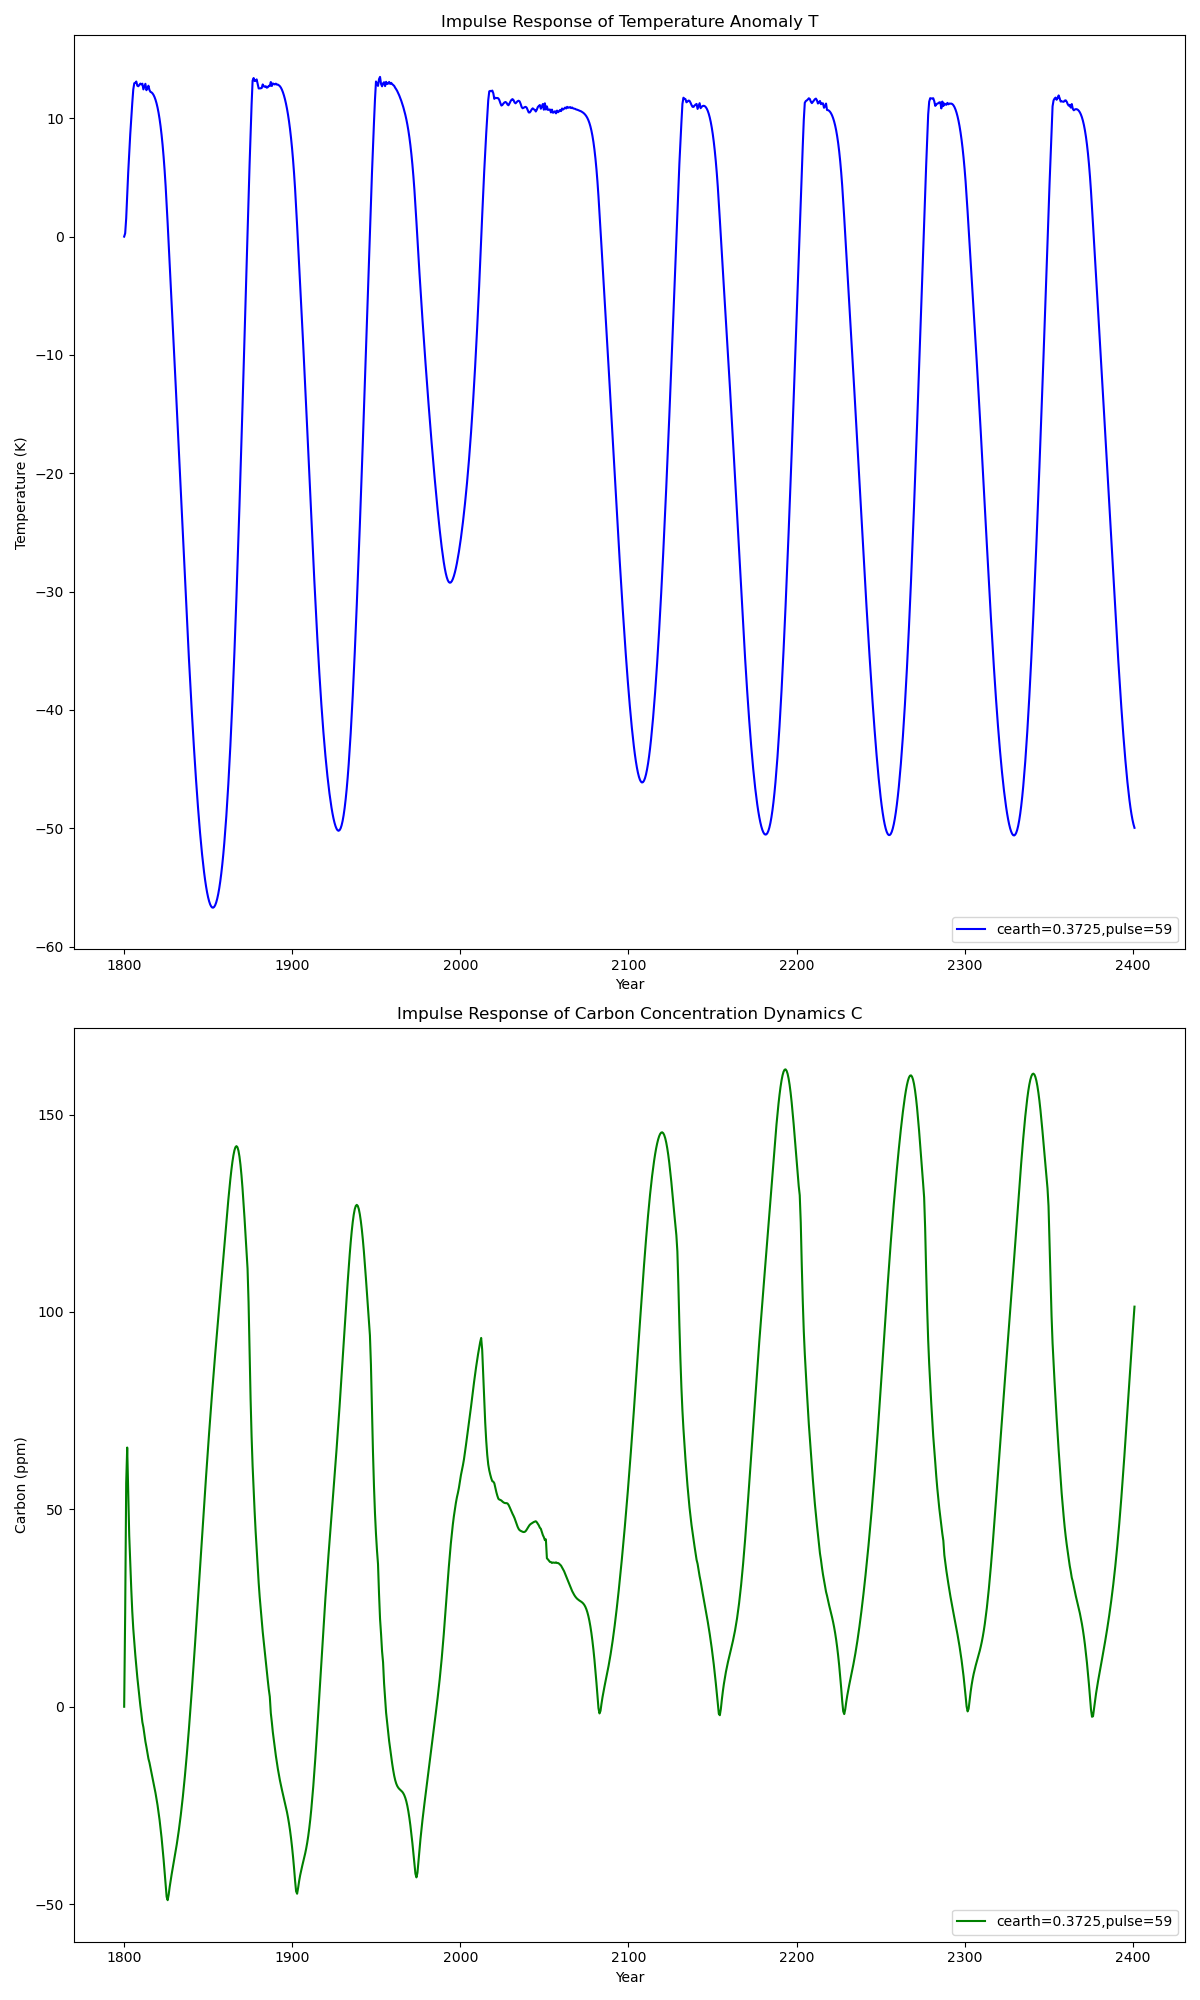 Impulse Response of Temperature Anomaly T
Temperature (K)
10
0
−10
−20
−30
−40
−50
−60
cearth=0.3725,pulse=59
1800 1900 2000 2100 2200 2300 2400
Year
Impulse Response of Carbon Concentration Dynamics C
Carbon (ppm)
150
100
50
0
−50
cearth=0.3725,pulse=59
1800 1900 2000 2100 2200 2300 2400
Year